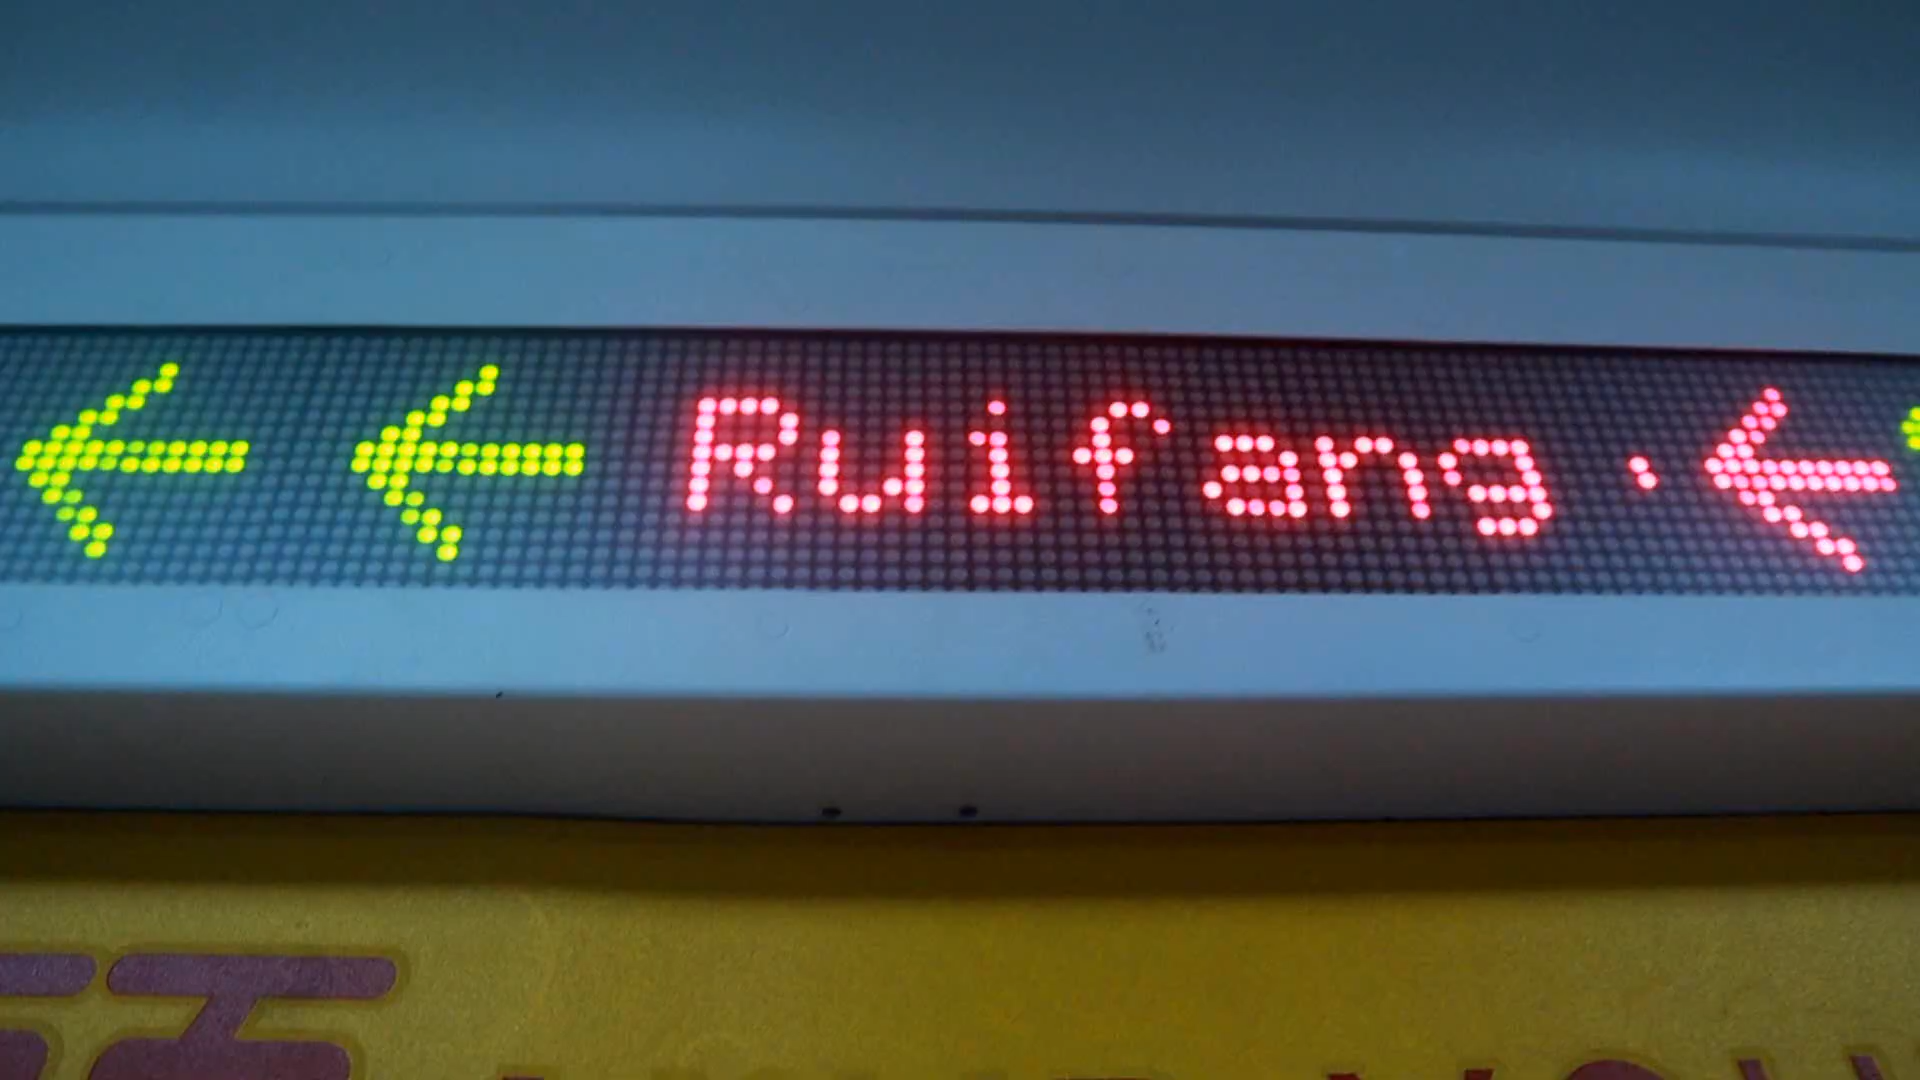 ← ← Ruifang ←